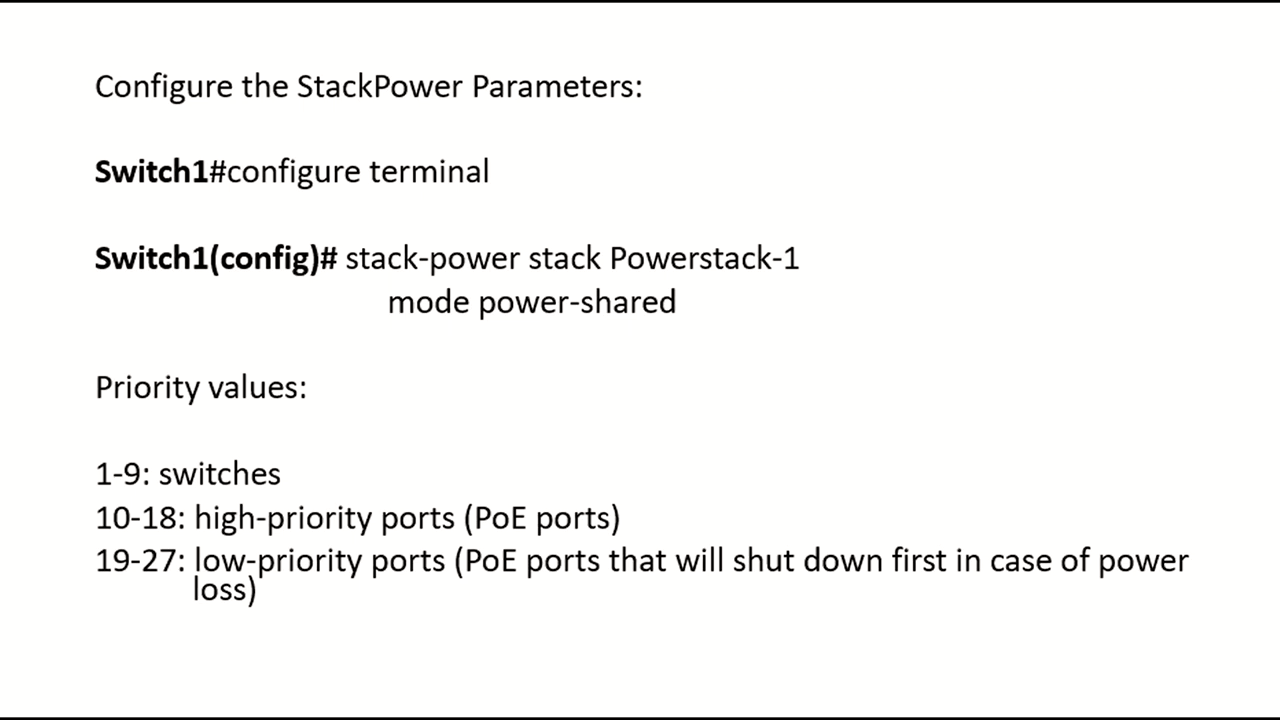 Configure the StackPower Parameters:
Switch1#configure terminal
Switch1(config)# stack-power stack Powerstack-1
mode power-shared
Priority values:
1-9: switches
10-18: high-priority ports (PoE ports)
19-27: low-priority ports (PoE ports that will shut down first in case of power
loss)